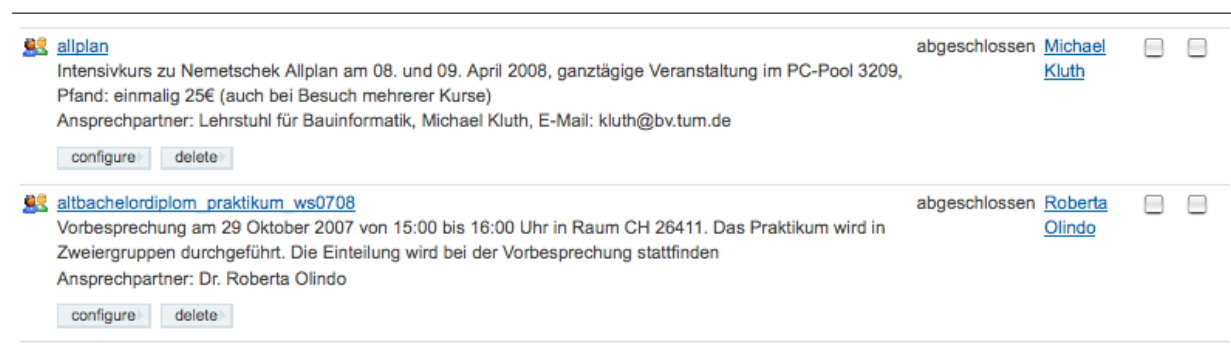 allplan abgeschlossen Michael Kluth
Intensivkurs zu Nemetschek Allplan am 08. und 09. April 2008, ganztägige Veranstaltung im PC-Pool 3209,
Pfand: einmalig 25€ (auch bei Besuch mehrerer Kurse)
Ansprechpartner: Lehrstuhl für Bauinformatik, Michael Kluth, E-Mail: kluth@bv.tum.de
configure delete
altbachelordiplom_praktikum_ws0708 abgeschlossen Roberta Olindo
Vorbesprechung am 29 Oktober 2007 von 15:00 bis 16:00 Uhr in Raum CH 26411. Das Praktikum wird in
Zweiergruppen durchgeführt. Die Einteilung wird bei der Vorbesprechung stattfinden
Ansprechpartner: Dr. Roberta Olindo
configure delete